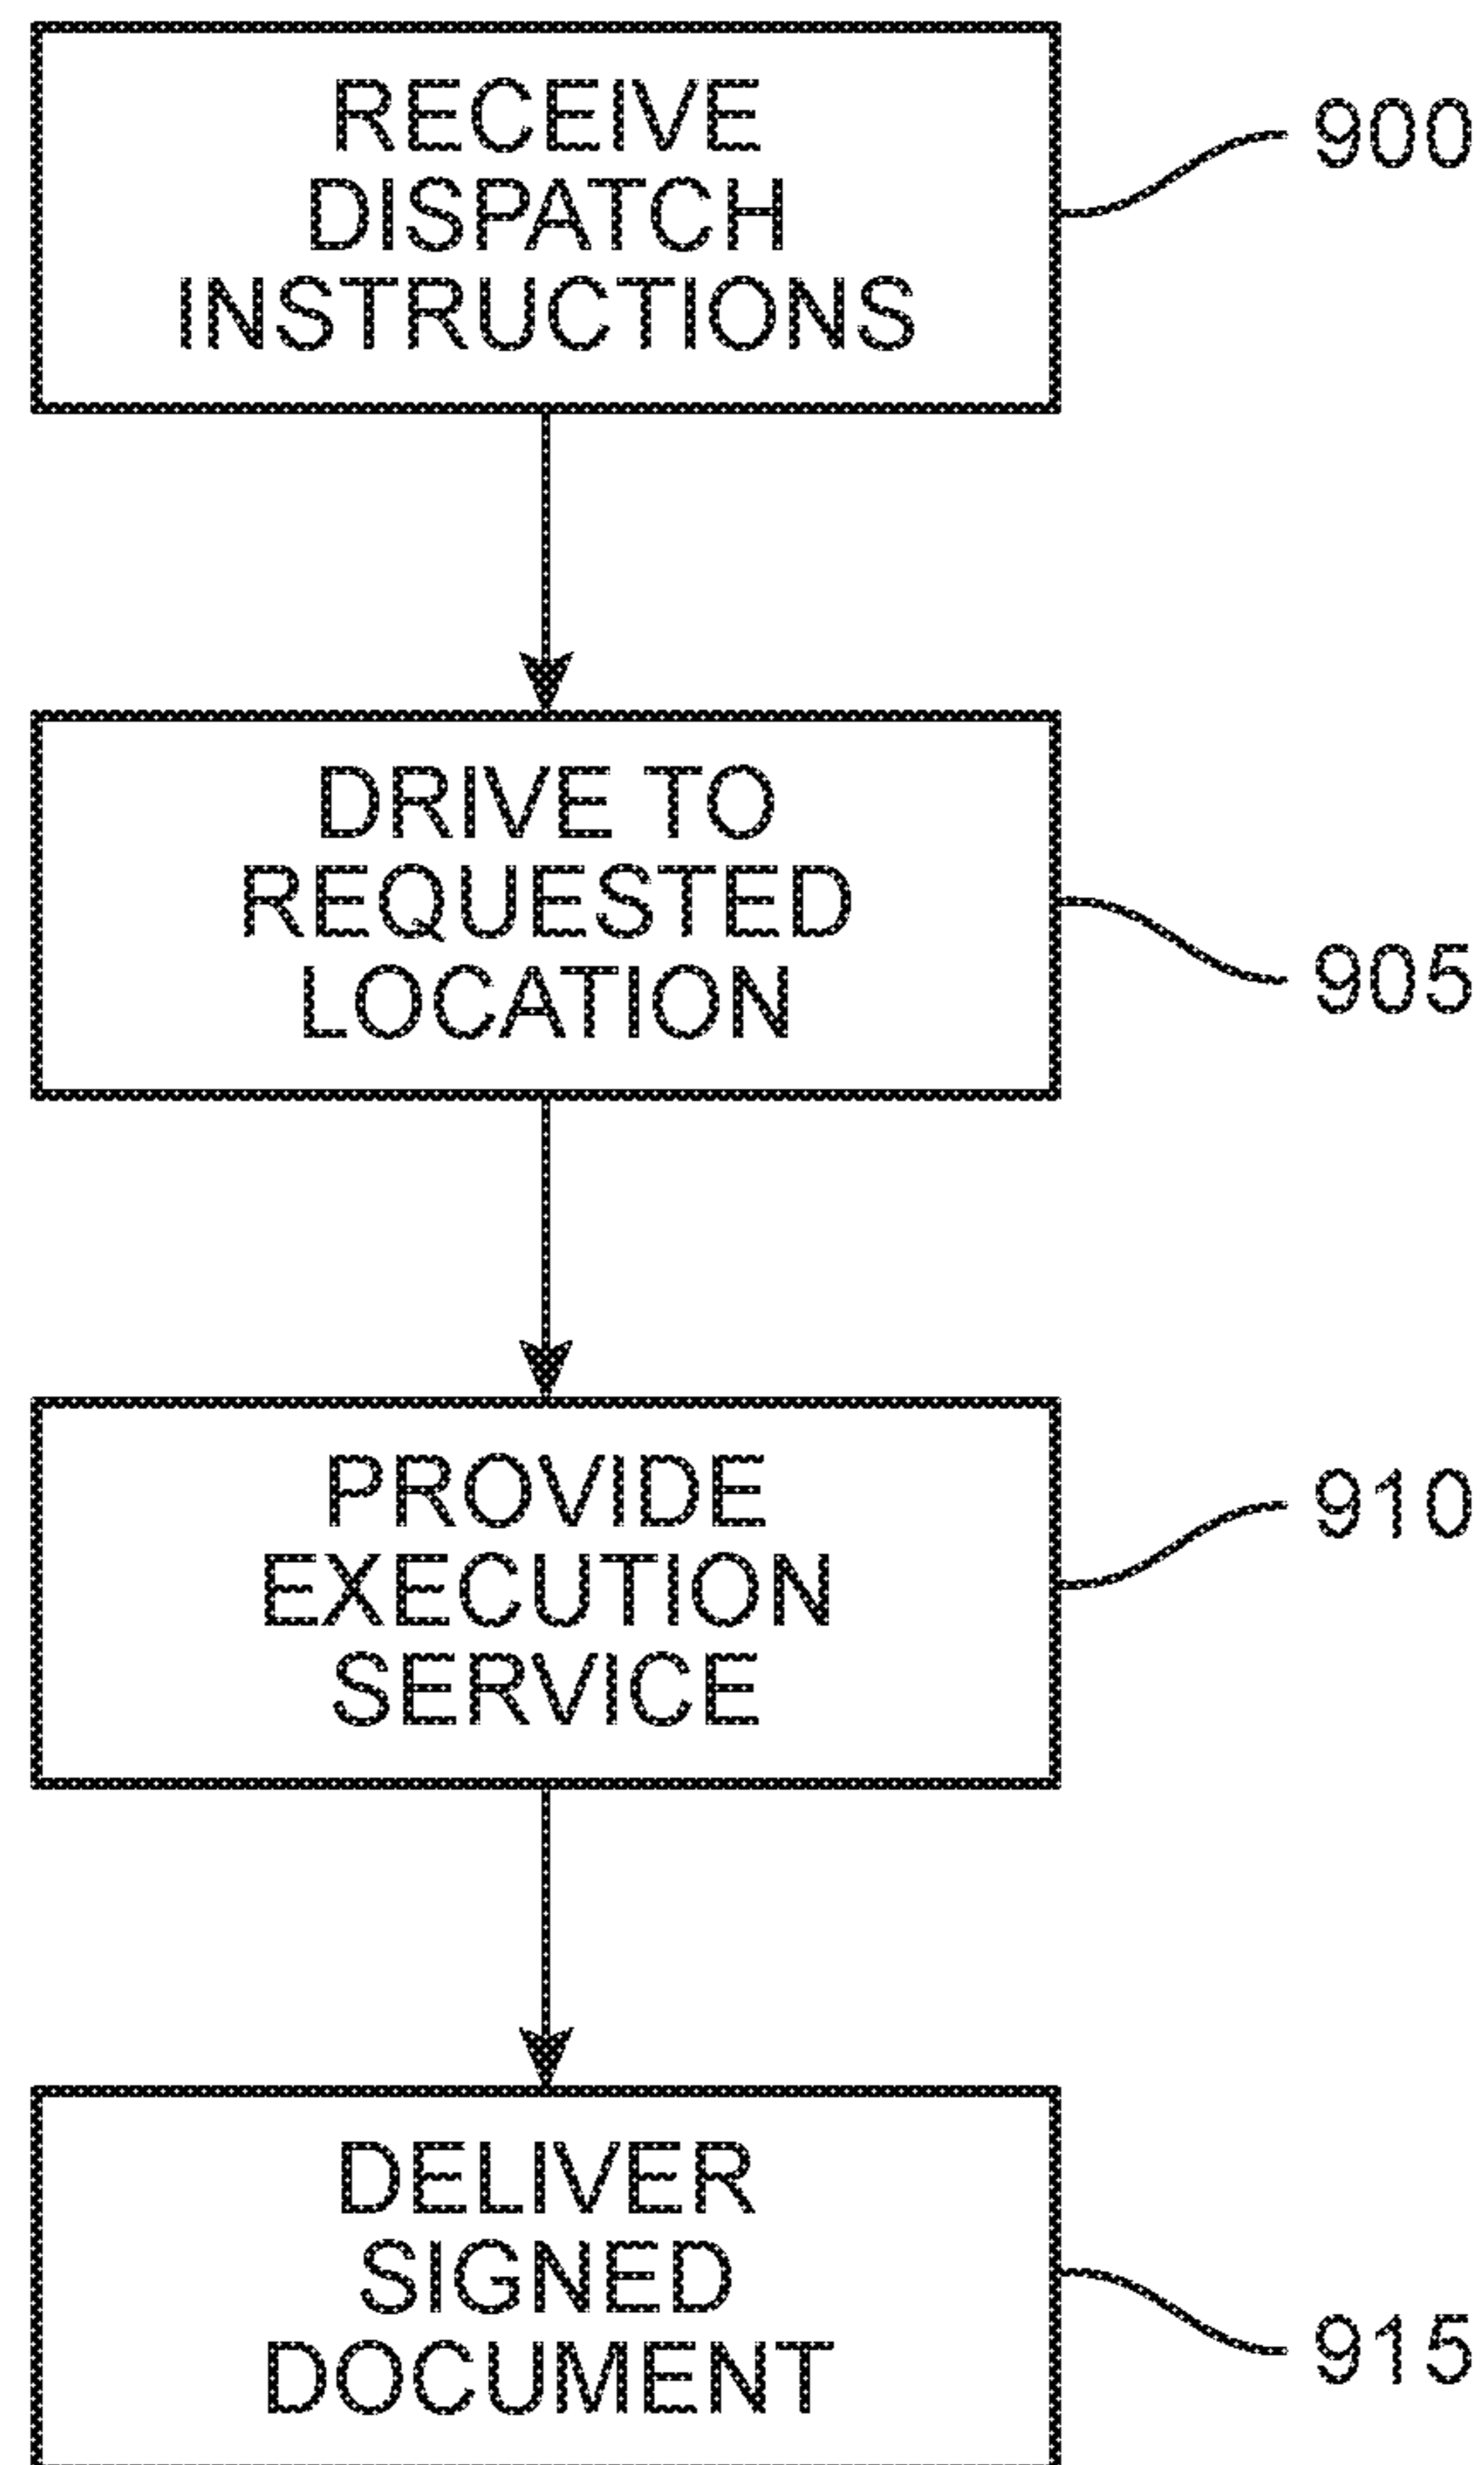 RECEIVE
DISPATCH
INSTRUCTIONS
900
DRIVE TO
REQUESTED
LOCATION
905
PROVIDE
EXECUTION
SERVICE
910
DELIVER
SIGNED
DOCUMENT
915